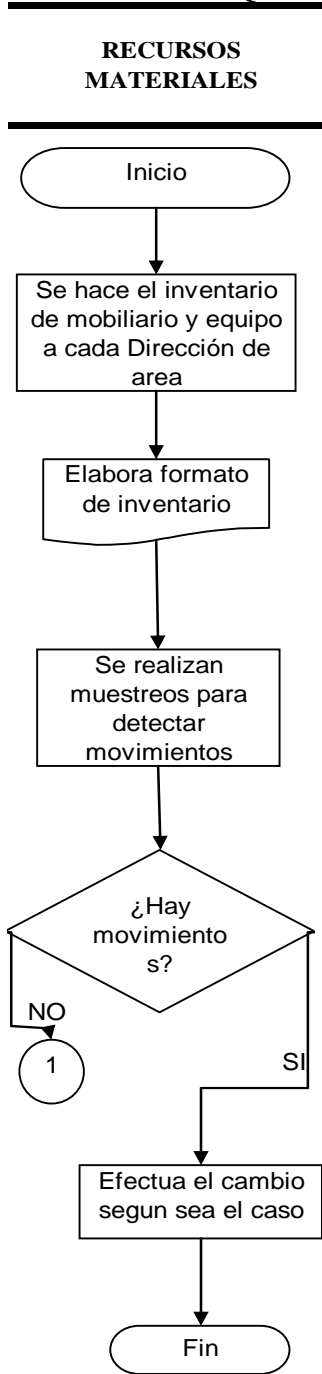 RECURSOS
MATERIALES
Inicio
Se hace el inventario
de mobiliario y equipo
a cada Dirección de
area
Elabora formato
de inventario
Se realizan
muestreos para
detectar
movimientos
¿Hay
movimiento
s?
NO
1
SI
Efectua el cambio
segun sea el caso
Fin